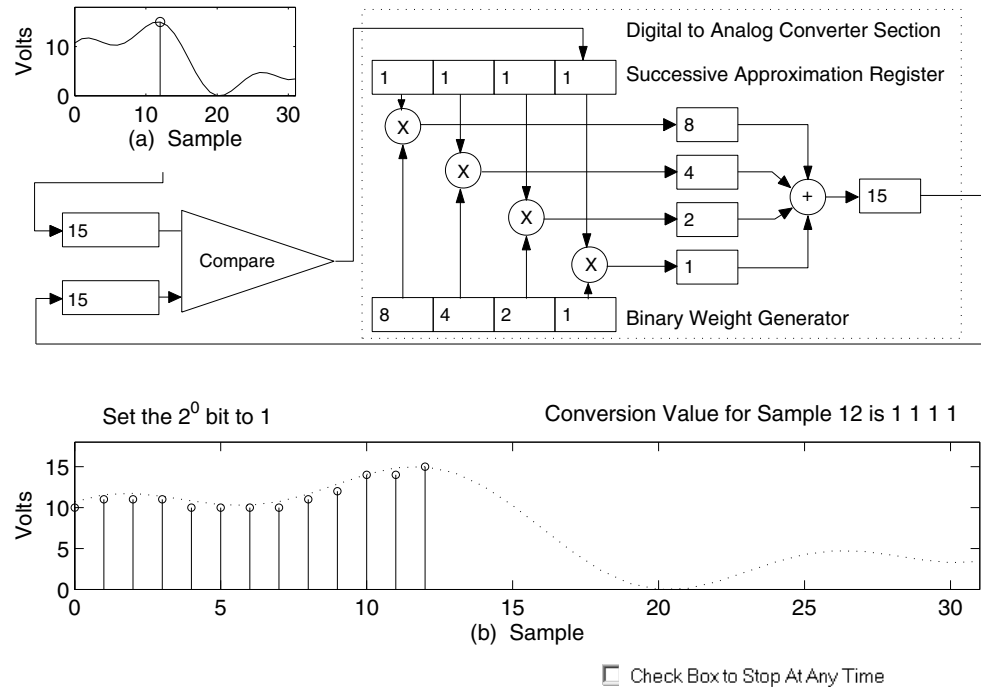 Volts
10
0
0 10 20 30
(a) Sample
Digital to Analog Converter Section
1 1 1 1
Successive Approximation Register
X
X
X
X
8
4
2
1
+
15
15
Compare
15
8 4 2 1
Binary Weight Generator
Set the 2⁰ bit to 1
Conversion Value for Sample 12 is 1 1 1 1
Volts
15
10
5
0
0 5 10 15 20 25 30
(b) Sample
Check Box to Stop At Any Time